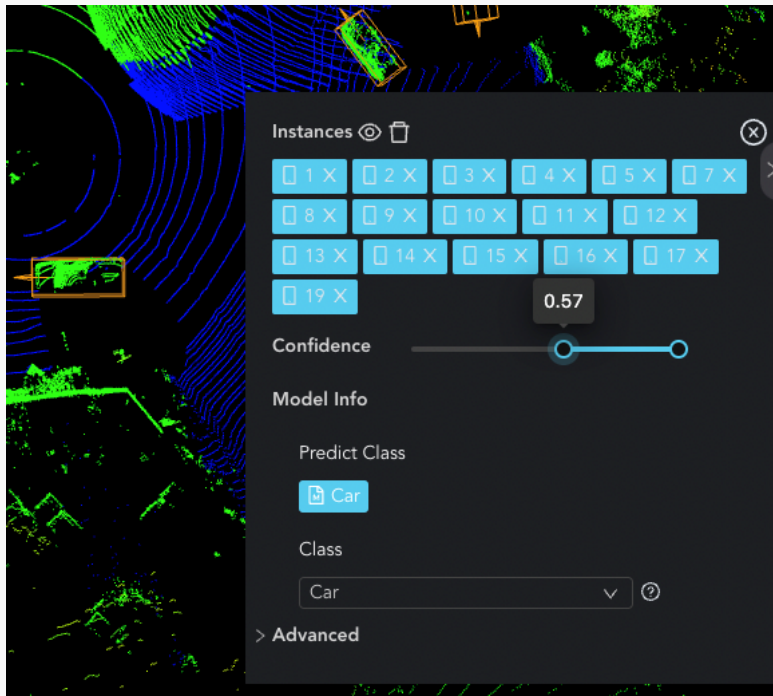 Instances
1 X 2 X 3 X 4 X 5 X 7 X
8 X 9 X 10 X 11 X 12 X
13 X 14 X 15 X 16 X 17 X
19 X
0.57
Confidence
Model Info
Predict Class
M Car
Class
Car
Advanced